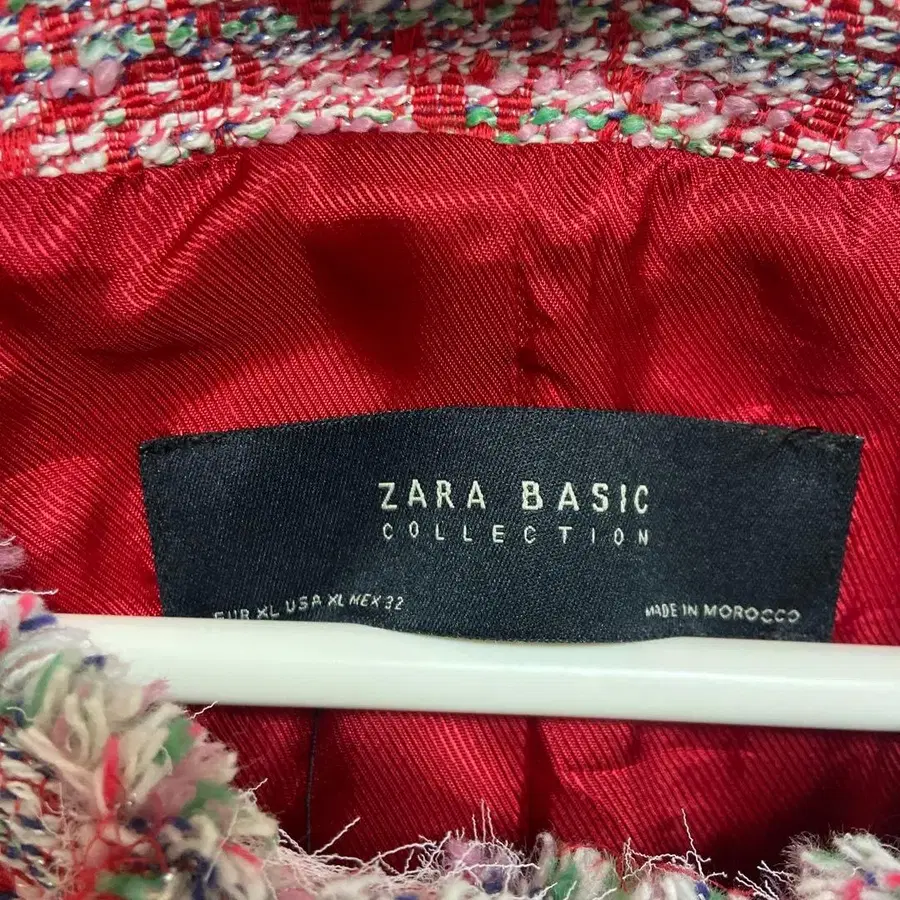 ZARA BASIC
COLLECTION
EUR XL USA XL MEX 32
MADE IN MOROCCO